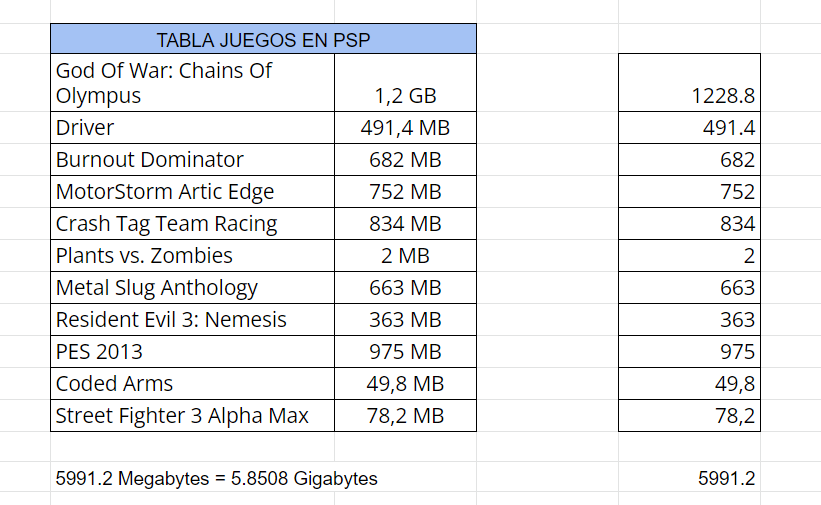 TABLA JUEGOS EN PSP
God Of War: Chains Of
Olympus 1,2 GB 1228.8
Driver 491,4 MB 491.4
Burnout Dominator 682 MB 682
MotorStorm Artic Edge 752 MB 752
Crash Tag Team Racing 834 MB 834
Plants vs. Zombies 2 MB 2
Metal Slug Anthology 663 MB 663
Resident Evil 3: Nemesis 363 MB 363
PES 2013 975 MB 975
Coded Arms 49,8 MB 49,8
Street Fighter 3 Alpha Max 78,2 MB 78,2
5991.2 Megabytes = 5.8508 Gigabytes 5991.2